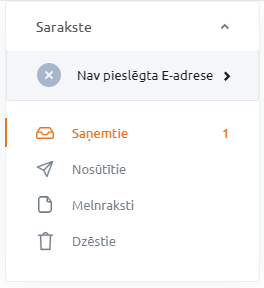 Sarakste
Nav pieslēgta E-adrese
Saņemtie 1
Nosūtītie
Melnraksti
Dzēstie